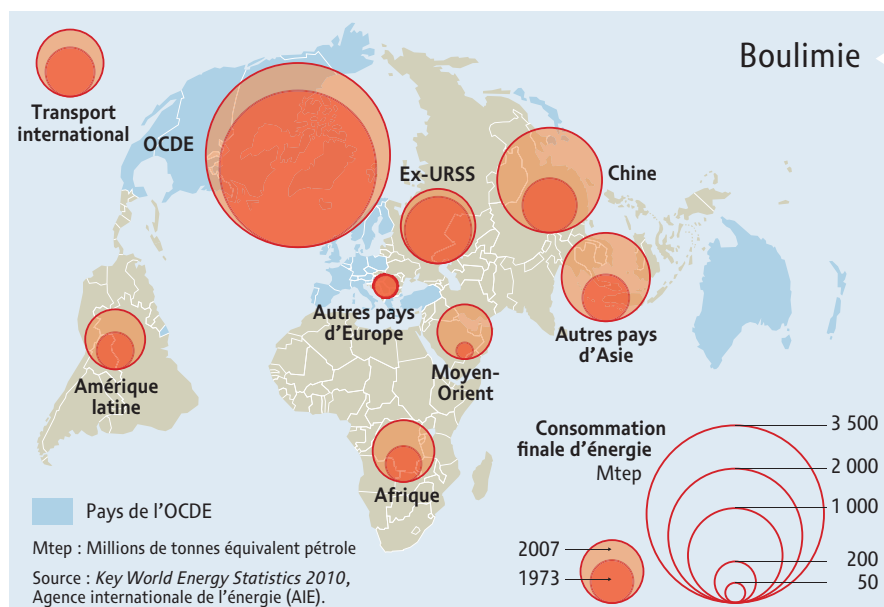 Boulimie
Transport
international
OCDE
Ex-URSS
Chine
Autres pays
d'Europe
Autres pays
d'Asie
Moyen-
Orient
Amérique
latine
Afrique
Consommation
finale d'énergie
Mtep
3 500
2 000
1 000
200
50
2007
1973
Pays de l'OCDE
Mtep : Millions de tonnes équivalent pétrole
Source : Key World Energy Statistics 2010,
Agence internationale de l'énergie (AIE).